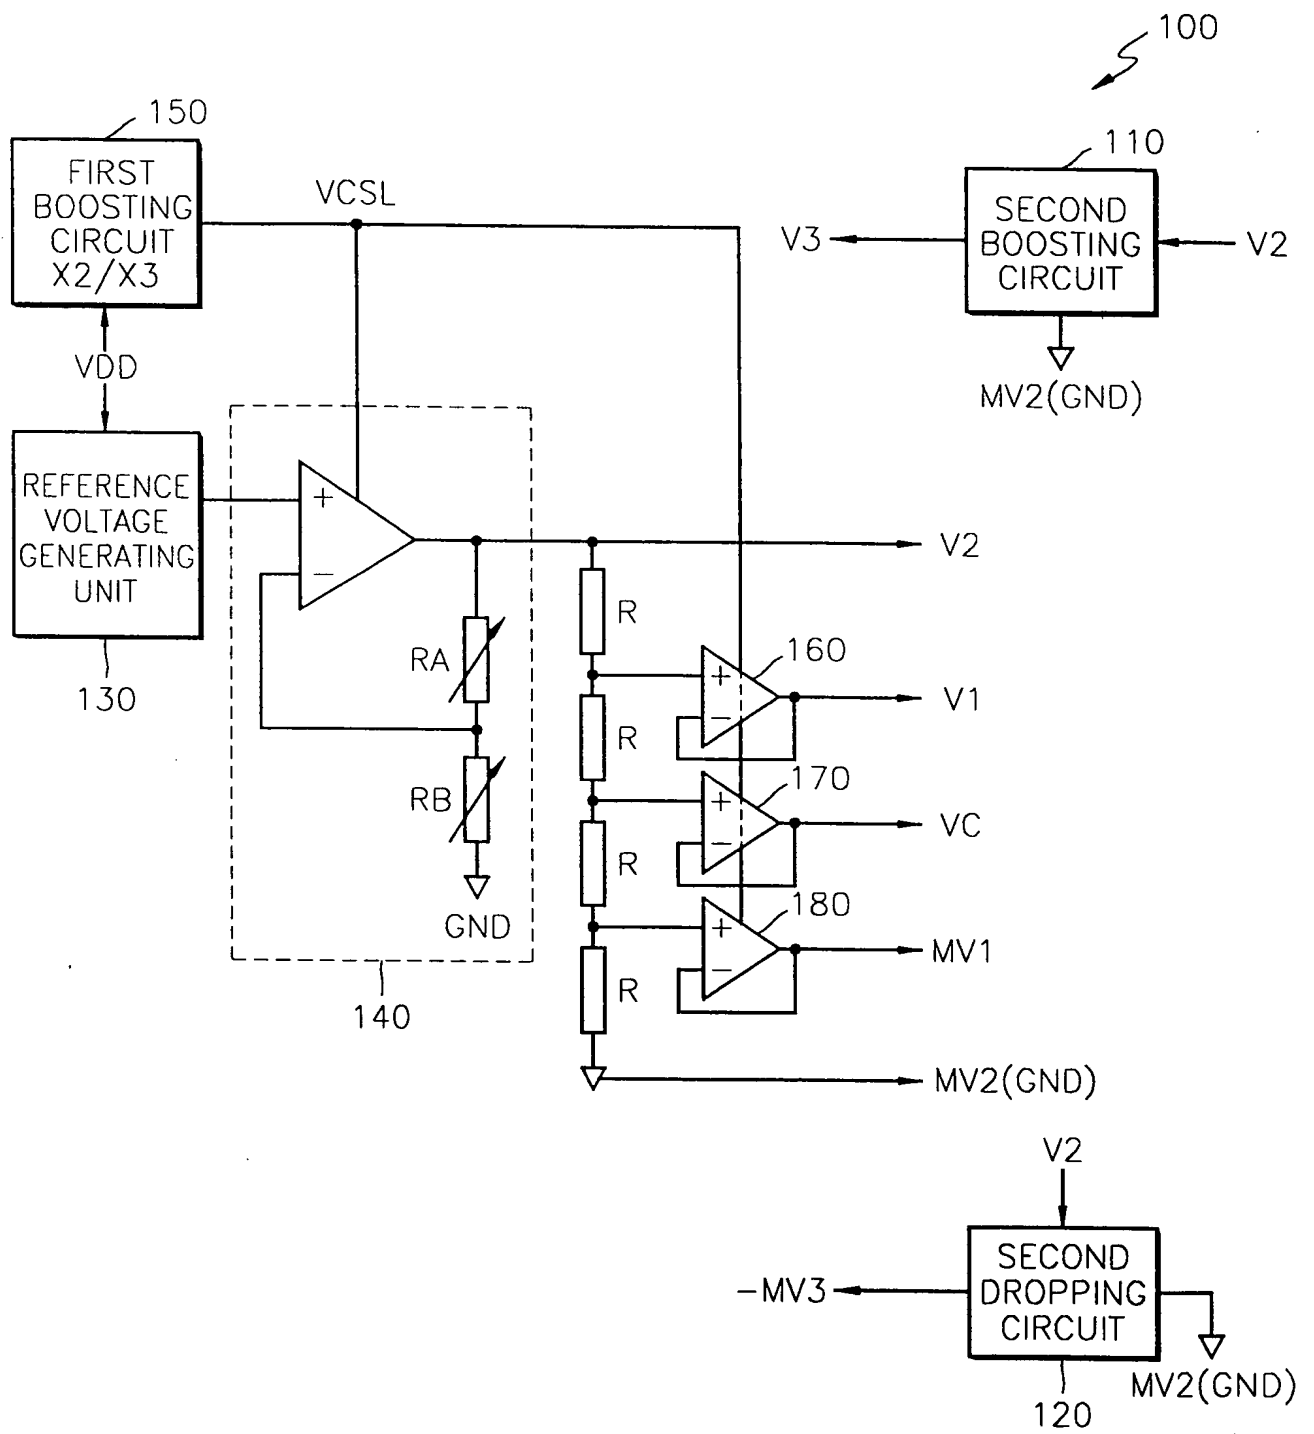 100
150
FIRST
BOOSTING
CIRCUIT
X2/X3
VCSL
110
SECOND
BOOSTING
CIRCUIT
V3
V2
MV2(GND)
VDD
REFERENCE
VOLTAGE
GENERATING
UNIT
130
+
−
RA
RB
GND
140
V2
R
R
R
R
+
−
160
V1
+
−
170
VC
+
−
180
MV1
MV2(GND)
V2
SECOND
DROPPING
CIRCUIT
-MV3
MV2(GND)
120